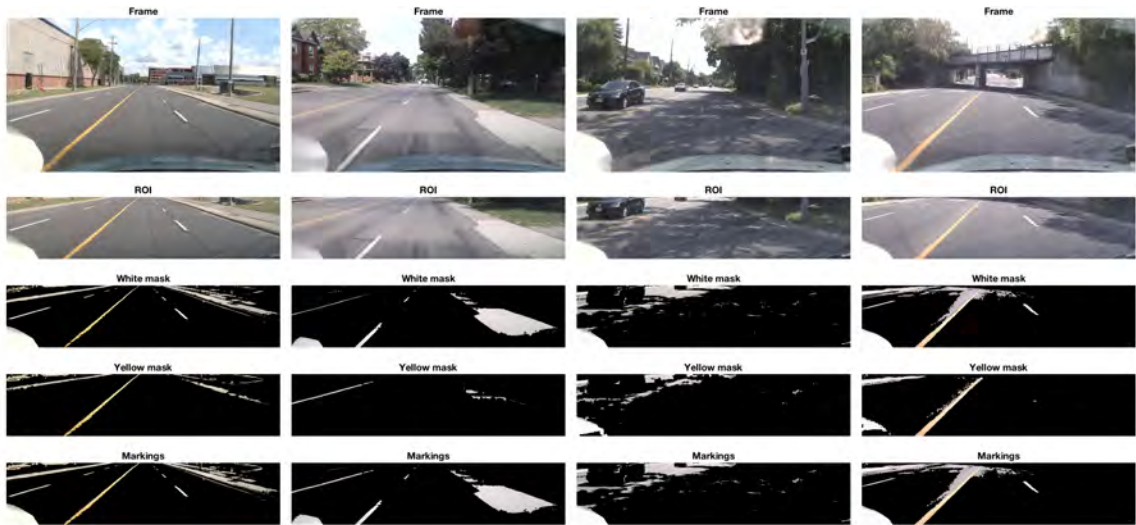 Frame Frame Frame Frame
ROI ROI ROI ROI
White mask White mask White mask White mask
Yellow mask Yellow mask Yellow mask Yellow mask
Markings Markings Markings Markings